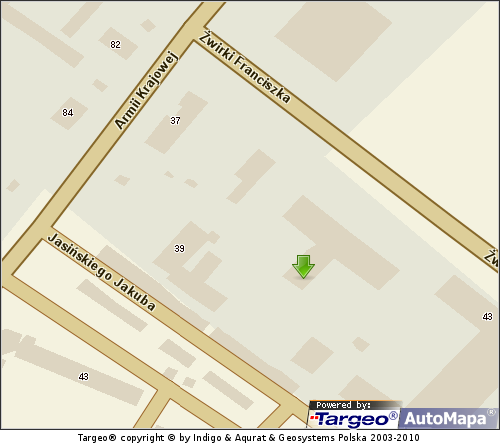 82
Żwirki Franciszka
Armii Krajowej
84
37
39
Żw
Jasińskiego Jakuba
43
43
Powered by:
Targeo®
AutoMapa®
Targeo® copyright © by Indigo & Aqurat & Geosystems Polska 2003-2010